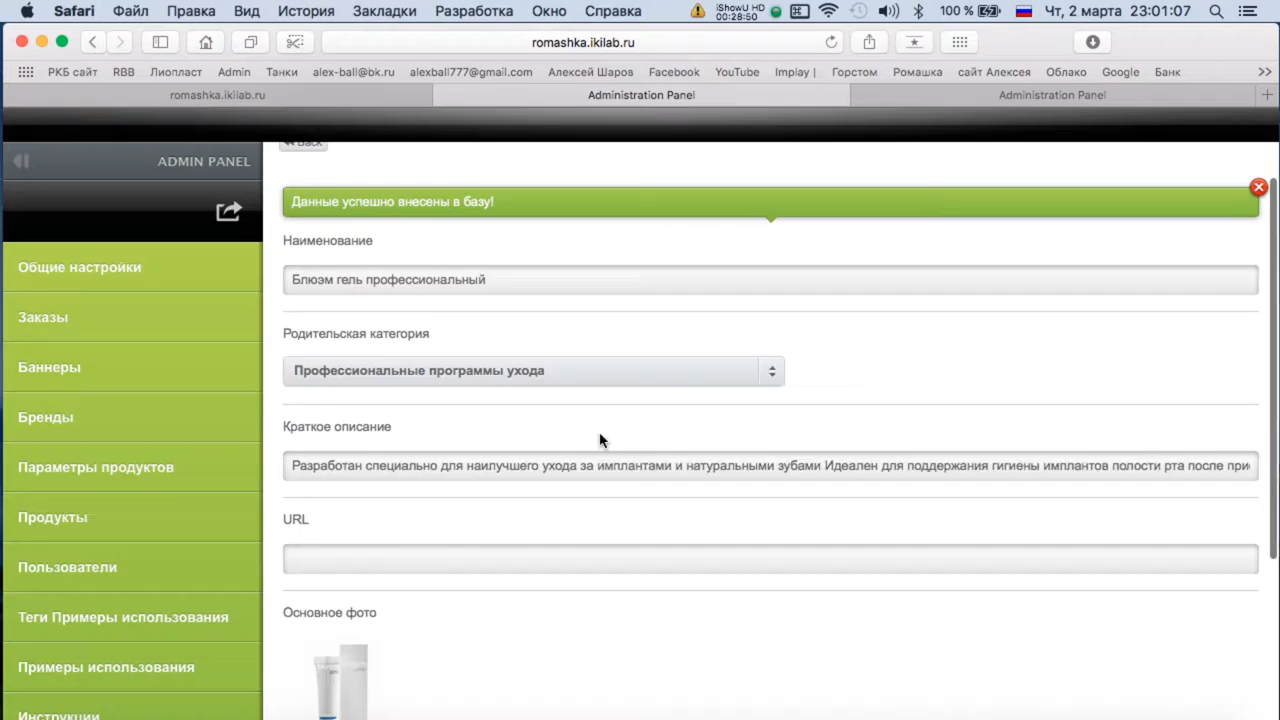 Safari Файл Правка Вид История Закладки Разработка Окно Справка iShowU HD 00:28:50 100 % Чт, 2 марта 23:01:07
romashka.ikilab.ru
РКБ сайт RBB Лиопласт Admin Танки alex-ball@bk.ru alexball777@gmail.com Алексей Шаров Facebook YouTube Implay | Горстом Ромашка сайт Алексея Облако Google Банк
romashka.ikilab.ru Administration Panel Administration Panel
Back
ADMIN PANEL
Данные успешно внесены в базу!
Наименование
Общие настройки
Блюэм гель профессиональный
Заказы
Родительская категория
Баннеры
Профессиональные программы ухода
Бренды
Краткое описание
Параметры продуктов
Разработан специально для наилучшего ухода за имплантами и натуральными зубами Идеален для поддержания гигиены имплантов полости рта после при
Продукты
URL
Пользователи
Теги Примеры использования
Основное фото
Примеры использования
Инструкции